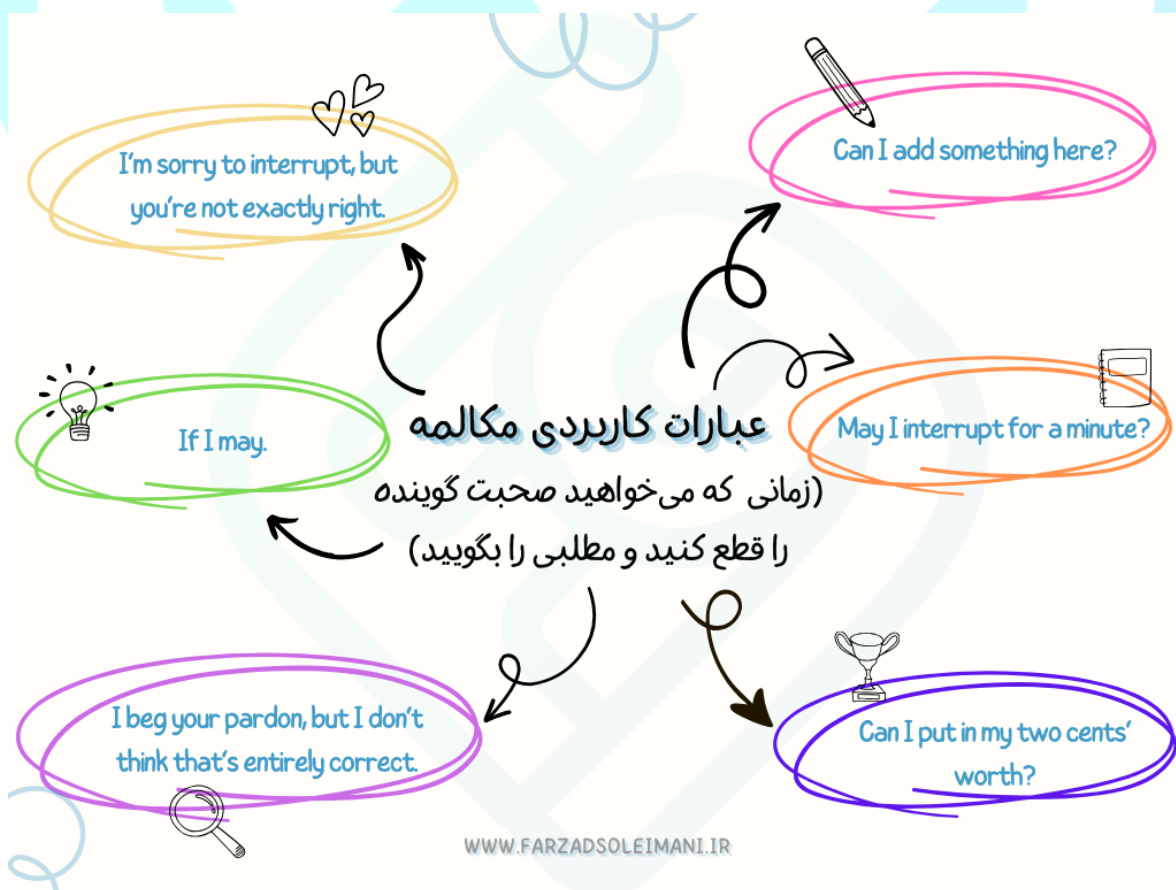 I'm sorry to interrupt, but
you're not exactly right.
Can I add something here?
If I may.
عبارات کاربردی مکالمه
(زمانی که می‌خواهید صحبت گوینده
را قطع کنید و مطلبی را بگویید)
May I interrupt for a minute?
I beg your pardon, but I don't
think that's entirely correct.
Can I put in my two cents'
worth?
WWW.FARZADSOLEIMANI.IR